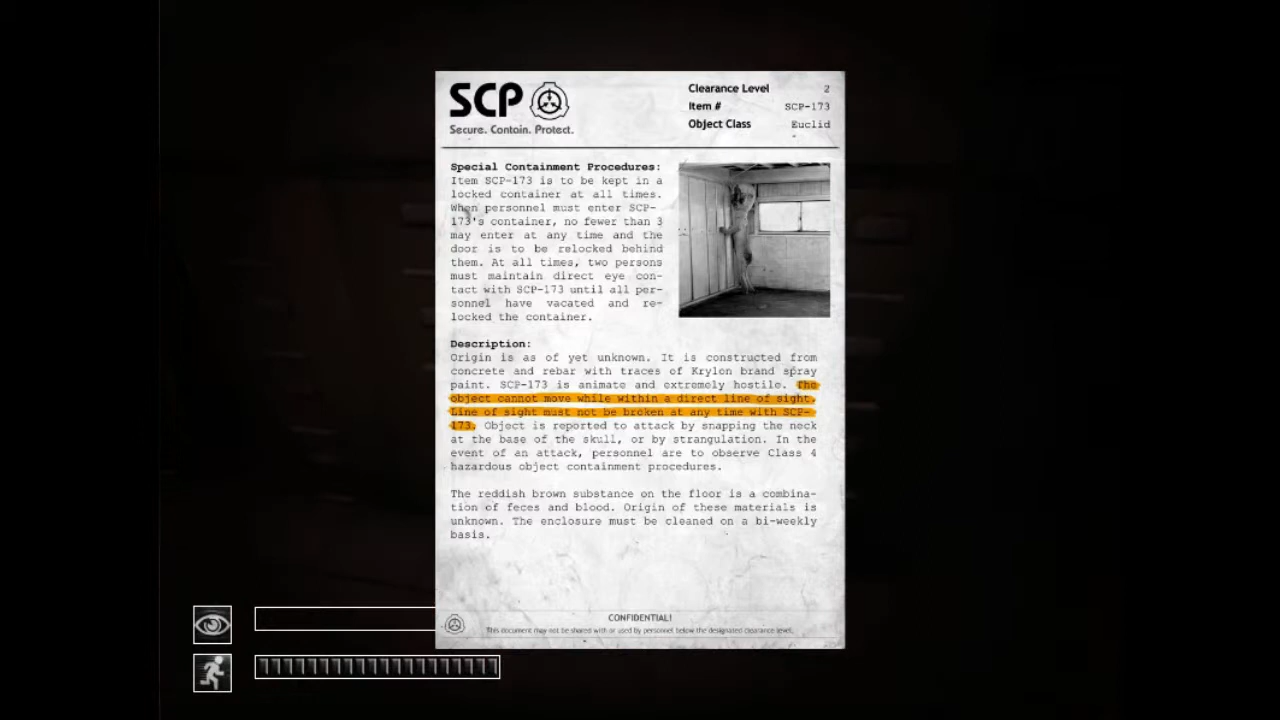 SCP
Secure. Contain. Protect.
Clearance Level 2
Item # SCP-173
Object Class Euclid
Special Containment Procedures:
Item SCP-173 is to be kept in a
locked container at all times.
When personnel must enter SCP-
173's container, no fewer than 3
may enter at any time and the
door is to be relocked behind
them. At all times, two persons
must maintain direct eye con-
tact with SCP-173 until all per-
sonnel have vacated and re-
locked the container.
Description:
Origin is as of yet unknown. It is constructed from
concrete and rebar with traces of Krylon brand spray
paint. SCP-173 is animate and extremely hostile. The
object cannot move while within a direct line of sight.
Line of sight must not be broken at any time with SCP-
173. Object is reported to attack by snapping the neck
at the base of the skull, or by strangulation. In the
event of an attack, personnel are to observe Class 4
hazardous object containment procedures.
The reddish brown substance on the floor is a combina-
tion of feces and blood. Origin of these materials is
unknown. The enclosure must be cleaned on a bi-weekly
basis.
CONFIDENTIAL!
This document may not be shared with or used by personnel below the designated clearance level.